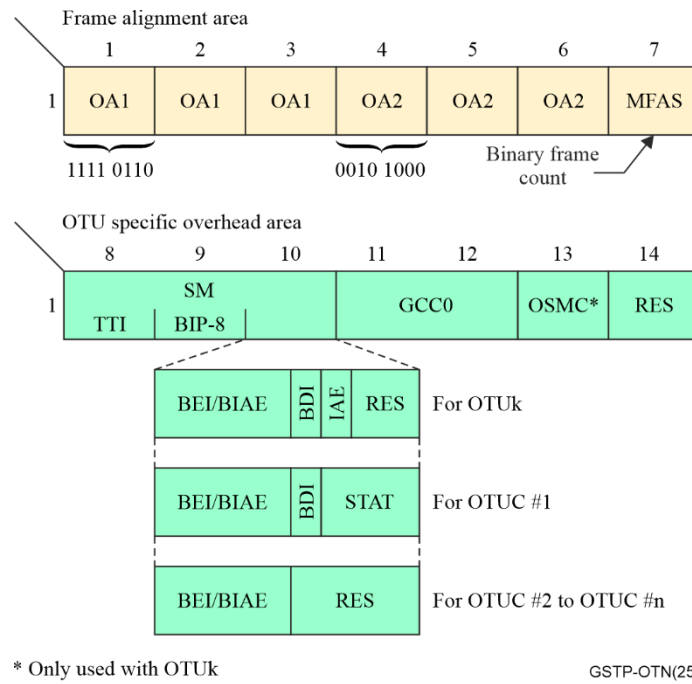 Frame alignment area
1 2 3 4 5 6 7
1 OA1 OA1 OA1 OA2 OA2 OA2 MFAS
1111 0110 0010 1000 Binary frame
count
OTU specific overhead area
8 9 10 11 12 13 14
SM
1 GCC0 OSMC* RES
TTI BIP-8
BEI/BIAE BDI IAE RES For OTUk
BEI/BIAE BDI STAT For OTUC #1
BEI/BIAE RES For OTUC #2 to OTUC #n
* Only used with OTUk GSTP-OTN(25